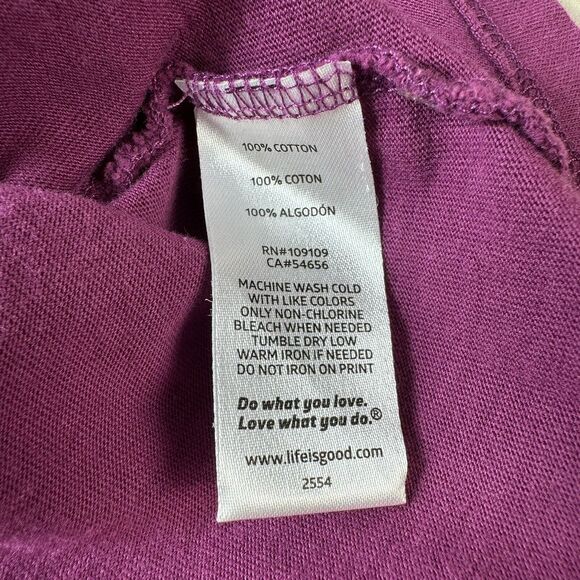 100% COTTON
100% COTON
100% ALGODÓN
RN#109109
CA#54656
MACHINE WASH COLD
WITH LIKE COLORS
ONLY NON-CHLORINE
BLEACH WHEN NEEDED
TUMBLE DRY LOW
WARM IRON IF NEEDED
DO NOT IRON ON PRINT
Do what you love.
Love what you do.®
www.lifeisgood.com
2554